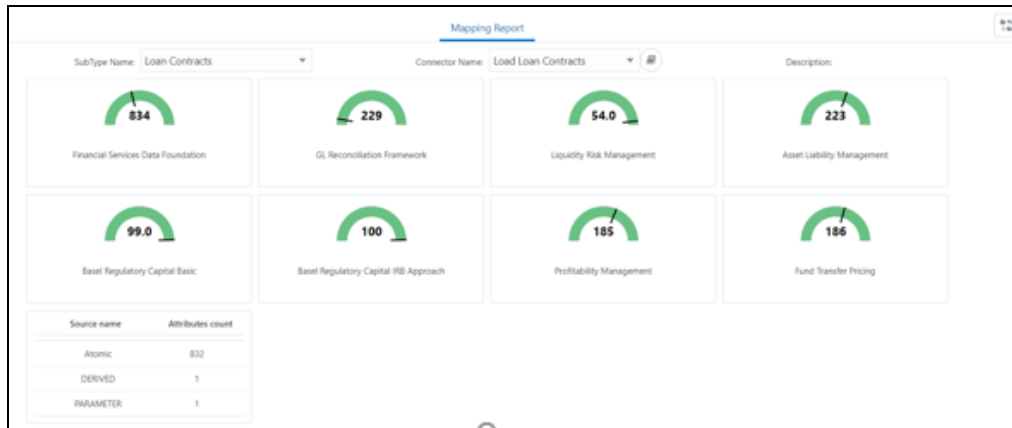 Mapping Report
SubType Name: Loan Contracts Connector Name: Load Loan Contracts Description:
834 229 54.0 223
Financial Services Data Foundation GL Reconciliation Framework Liquidity Risk Management Asset Liability Management
99.0 100 185 186
Basel Regulatory Capital Basic Basel Regulatory Capital IRB Approach Profitability Management Fund Transfer Pricing
Source name Attributes count
Atomic 832
DERIVED 1
PARAMETER 1